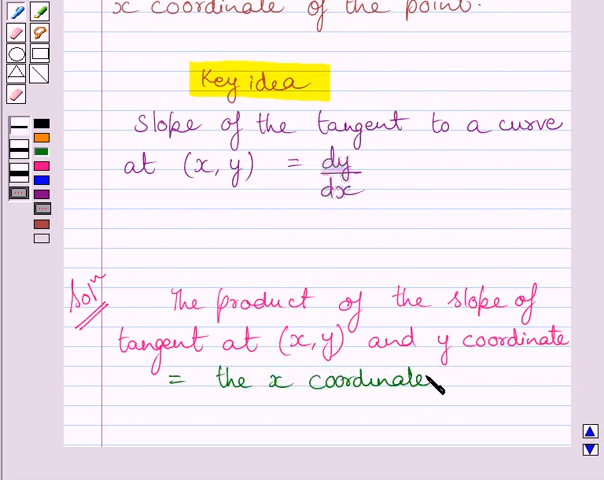 x coordinate of the point.
Key idea
Slope of the tangent to a curve
at (x, y) = dy/dx
Solⁿ
The product of the slope of
tangent at (x, y) and y coordinate
= the x coordinate